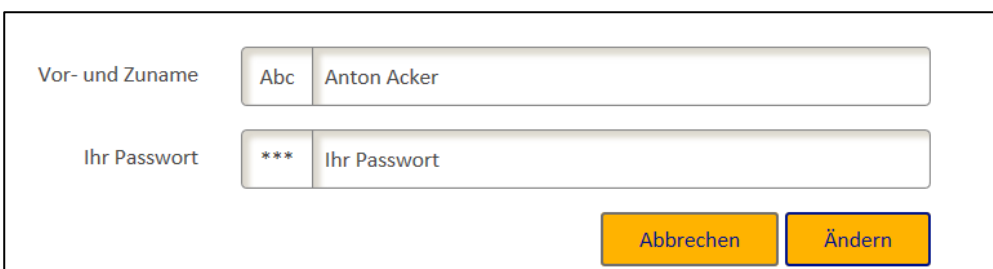 Vor- und Zuname Abc Anton Acker
Ihr Passwort *** Ihr Passwort
Abbrechen Ändern